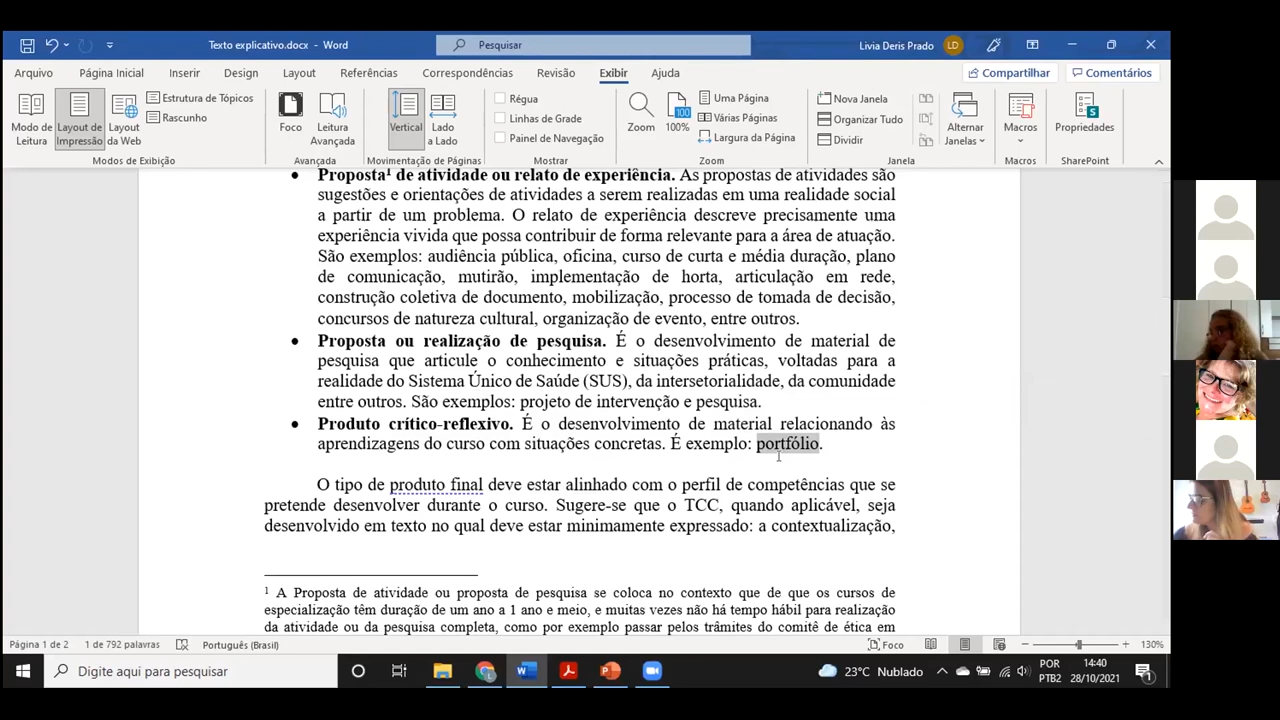 Texto explicativo.docx - Word
Pesquisar
Livia Deris Prado
LD
Arquivo Página Inicial Inserir Design Layout Referências Correspondências Revisão Exibir Ajuda
Compartilhar
Comentários
Modo de Leitura
Layout de Impressão
Layout da Web
Estrutura de Tópicos
Rascunho
Modos de Exibição
Foco
Leitura Avançada
Avançada
Vertical
Lado a Lado
Movimentação de Páginas
Régua
Linhas de Grade
Painel de Navegação
Mostrar
Zoom
100
100%
Uma Página
Várias Páginas
Largura da Página
Zoom
Nova Janela
Organizar Tudo
Dividir
Alternar Janelas
Janela
Macros
Macros
Propriedades
SharePoint
• Proposta¹ de atividade ou relato de experiência. As propostas de atividades são
sugestões e orientações de atividades a serem realizadas em uma realidade social
a partir de um problema. O relato de experiência descreve precisamente uma
experiência vivida que possa contribuir de forma relevante para a área de atuação.
São exemplos: audiência pública, oficina, curso de curta e média duração, plano
de comunicação, mutirão, implementação de horta, articulação em rede,
construção coletiva de documento, mobilização, processo de tomada de decisão,
concursos de natureza cultural, organização de evento, entre outros.
• Proposta ou realização de pesquisa. É o desenvolvimento de material de
pesquisa que articule o conhecimento e situações práticas, voltadas para a
realidade do Sistema Único de Saúde (SUS), da intersetorialidade, da comunidade
entre outros. São exemplos: projeto de intervenção e pesquisa.
• Produto crítico-reflexivo. É o desenvolvimento de material relacionando às
aprendizagens do curso com situações concretas. É exemplo: portfólio.
O tipo de produto final deve estar alinhado com o perfil de competências que se
pretende desenvolver durante o curso. Sugere-se que o TCC, quando aplicável, seja
desenvolvido em texto no qual deve estar minimamente expressado: a contextualização,
¹ A Proposta de atividade ou proposta de pesquisa se coloca no contexto que de que os cursos de
especialização têm duração de um ano a 1 ano e meio, e muitas vezes não há tempo hábil para realização
da atividade ou da pesquisa completa, como por exemplo passar pelos trâmites do comitê de ética em
Página 1 de 2 1 de 792 palavras Português (Brasil) Foco 130%
Digite aqui para pesquisar
23°C Nublado
POR
PTB2
14:40
28/10/2021
1